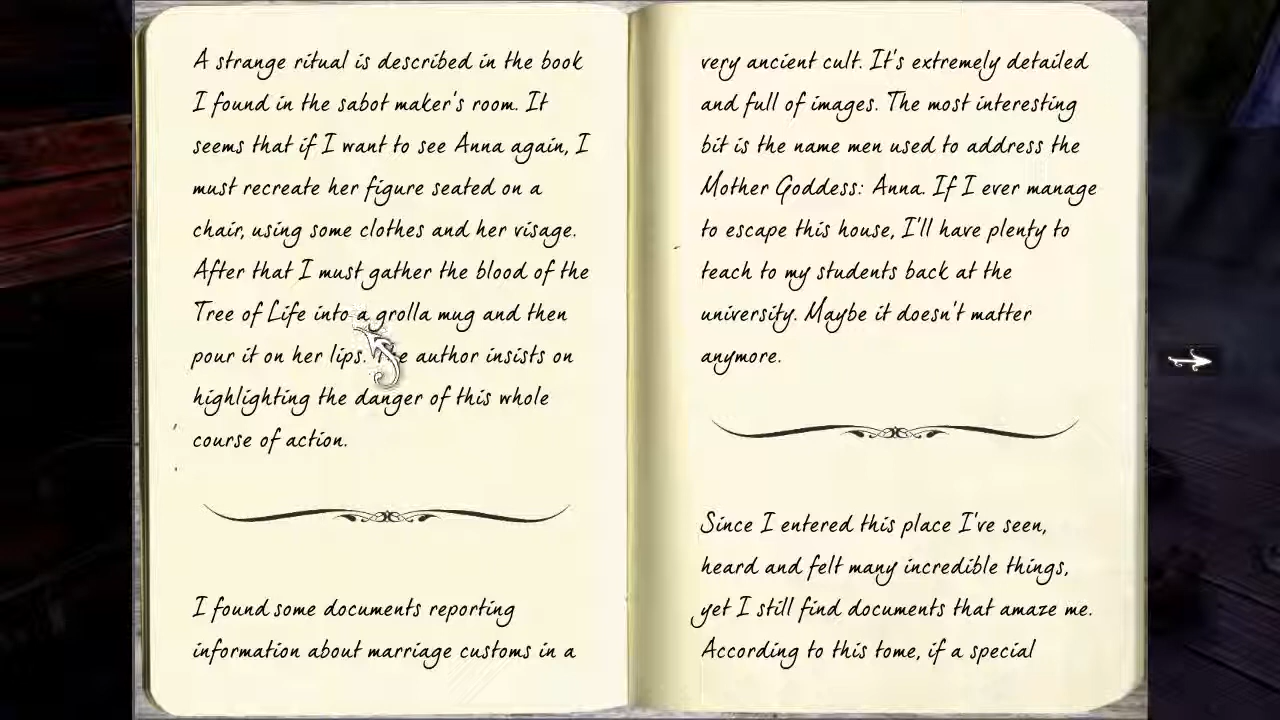 A strange ritual is described in the book
I found in the sabot maker's room. It
seems that if I want to see Anna again, I
must recreate her figure seated on a
chair, using some clothes and her visage.
After that I must gather the blood of the
Tree of Life into a grolla mug and then
pour it on her lips. The author insists on
highlighting the danger of this whole
course of action.
I found some documents reporting
information about marriage customs in a
very ancient cult. It's extremely detailed
and full of images. The most interesting
bit is the name men used to address the
Mother Goddess: Anna. If I ever manage
to escape this house, I'll have plenty to
teach to my students back at the
university. Maybe it doesn't matter
anymore.
Since I entered this place I've seen,
heard and felt many incredible things,
yet I still find documents that amaze me.
According to this tome, if a special